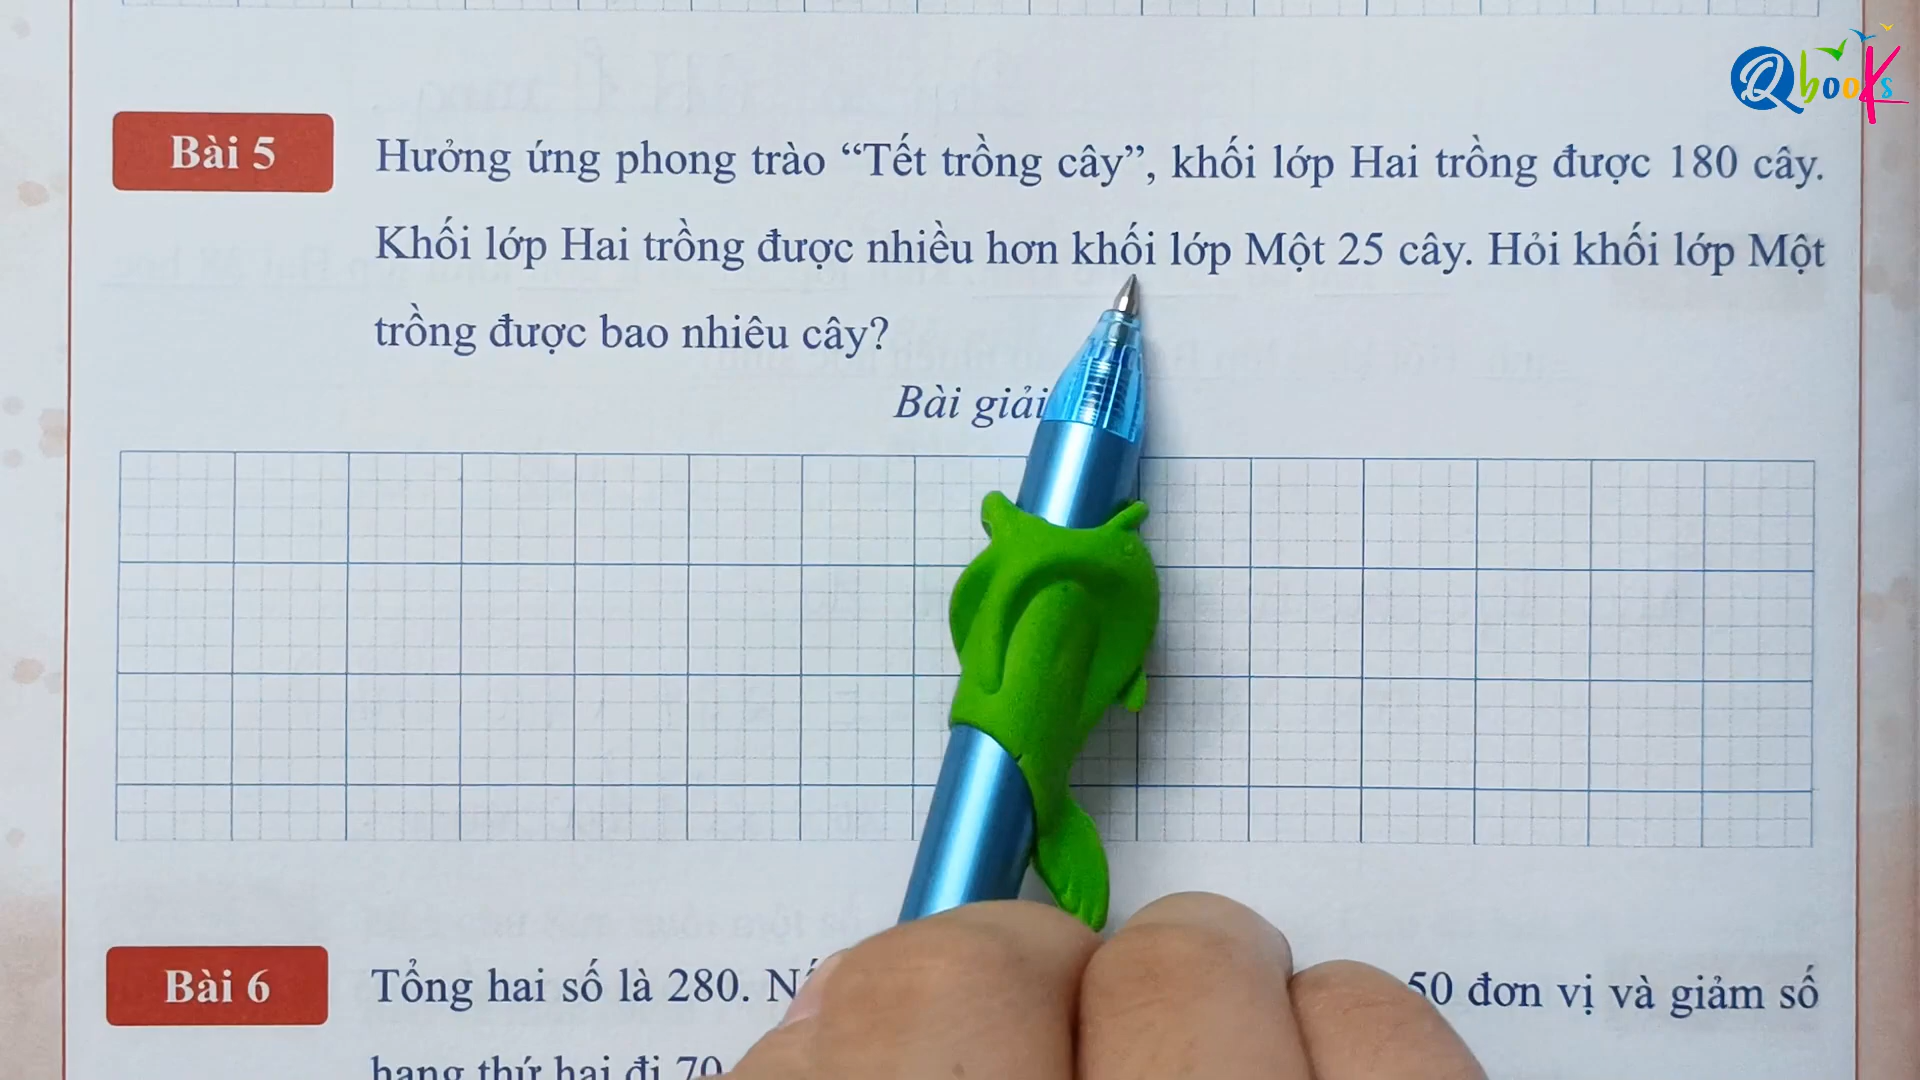 Qbooks
Bài 5
Hưởng ứng phong trào “Tết trồng cây”, khối lớp Hai trồng được 180 cây.
Khối lớp Hai trồng được nhiều hơn khối lớp Một 25 cây. Hỏi khối lớp Một
trồng được bao nhiêu cây?
Bài giải
Bài 6
Tổng hai số là 280. 50 đơn vị và giảm số
hạng thứ hai đi 70